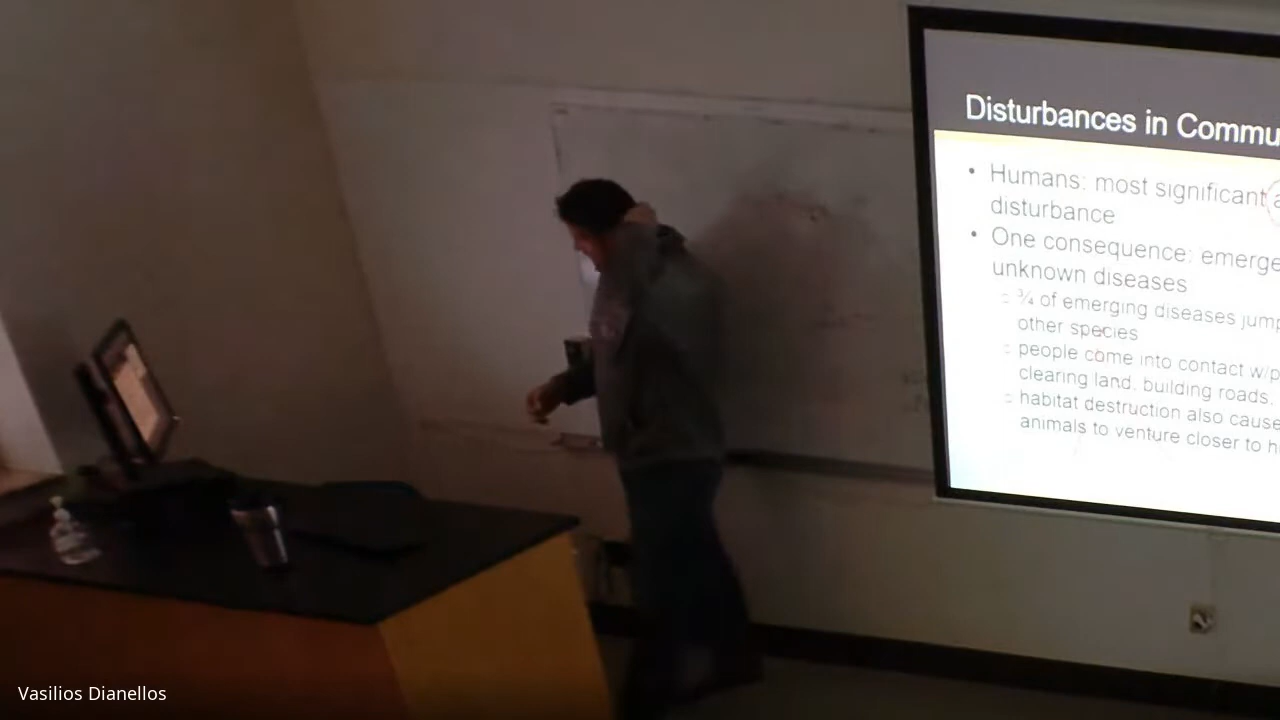 Disturbances in Commu
• Humans: most significant
disturbance
• One consequence: emerge
unknown diseases
¾ of emerging diseases jump
other species
people come into contact w/p
clearing land, building roads,
habitat destruction also cause
animals to venture closer to h
Vasilios Dianellos